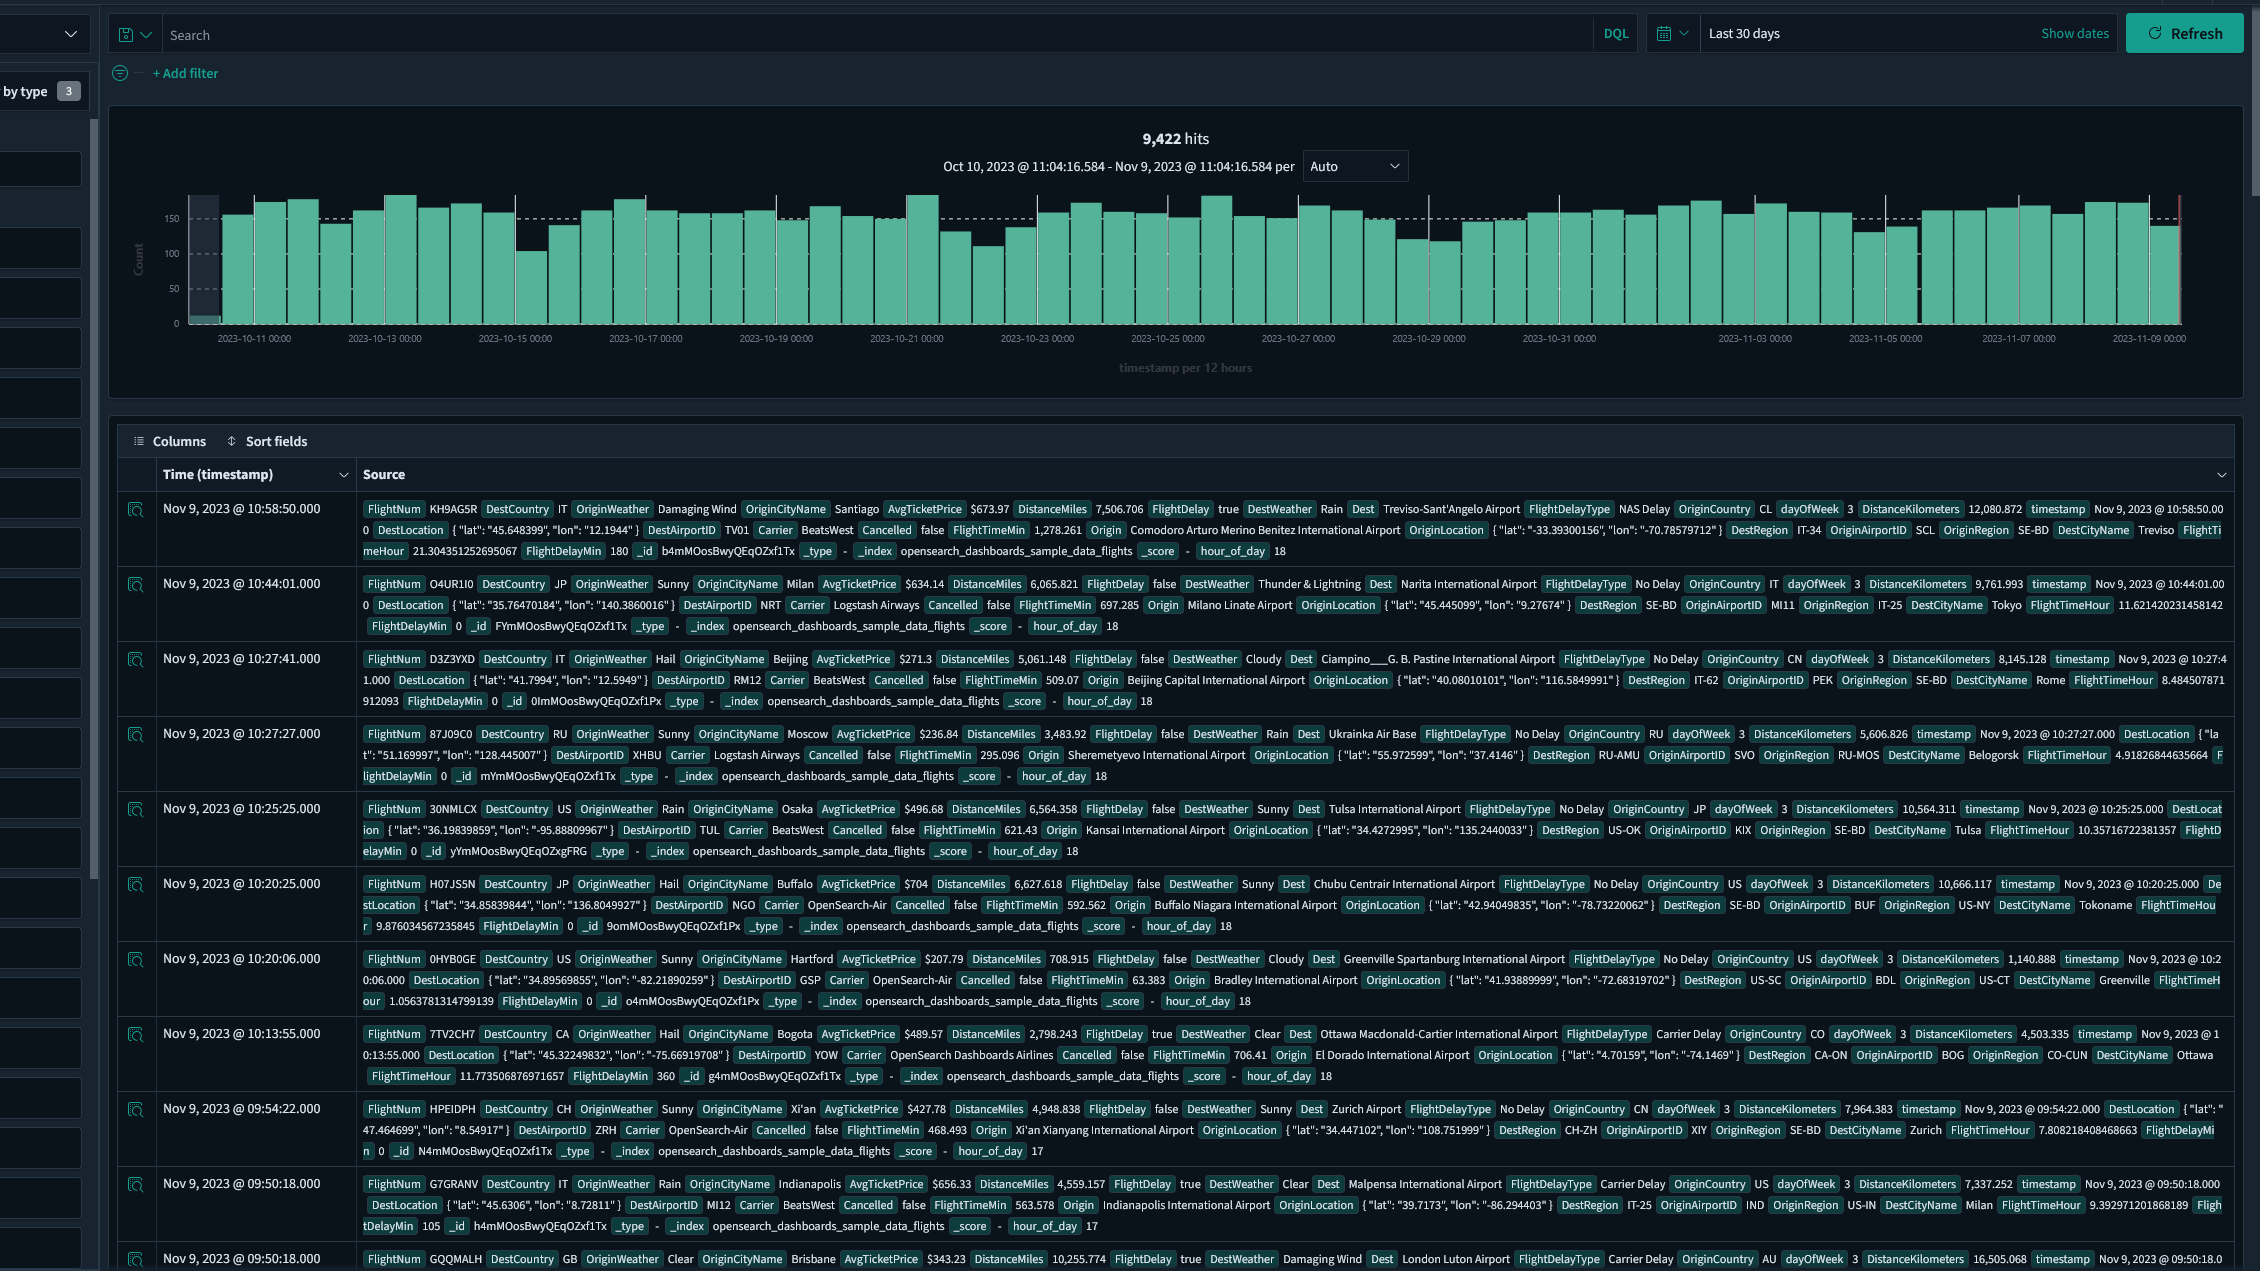 Search
DQL
Last 30 days
Show dates
Refresh
+ Add filter
by type 3
9,422 hits
Oct 10, 2023 @ 11:04:16.584 - Nov 9, 2023 @ 11:04:16.584 per Auto
Count
150
100
50
0
2023-10-11 00:00 2023-10-13 00:00 2023-10-15 00:00 2023-10-17 00:00 2023-10-19 00:00 2023-10-21 00:00 2023-10-23 00:00 2023-10-25 00:00 2023-10-27 00:00 2023-10-29 00:00 2023-10-31 00:00 2023-11-03 00:00 2023-11-05 00:00 2023-11-07 00:00 2023-11-09 00:00
timestamp per 12 hours
Columns Sort fields
Time (timestamp) Source
Nov 9, 2023 @ 10:58:50.000 FlightNum KH9AG5R DestCountry IT OriginWeather Damaging Wind OriginCityName Santiago AvgTicketPrice $673.97 DistanceMiles 7,506.706 FlightDelay true DestWeather Rain Dest Treviso-Sant'Angelo Airport FlightDelayType NAS Delay OriginCountry CL dayOfWeek 3 DistanceKilometers 12,080.872 timestamp Nov 9, 2023 @ 10:58:50.00
0 DestLocation { "lat": "45.648399", "lon": "12.1944" } DestAirportID TV01 Carrier BeatsWest Cancelled false FlightTimeMin 1,278.261 Origin Comodoro Arturo Merino Benitez International Airport OriginLocation { "lat": "-33.39300156", "lon": "-70.78579712" } DestRegion IT-34 OriginAirportID SCL OriginRegion SE-BD DestCityName Treviso FlightTi
meHour 21.304351252695067 FlightDelayMin 180 _id b4mMOosBwyQEqOZxf1Tx _type - _index opensearch_dashboards_sample_data_flights _score - hour_of_day 18
Nov 9, 2023 @ 10:44:01.000 FlightNum O4UR1I0 DestCountry JP OriginWeather Sunny OriginCityName Milan AvgTicketPrice $634.14 DistanceMiles 6,065.821 FlightDelay false DestWeather Thunder & Lightning Dest Narita International Airport FlightDelayType No Delay OriginCountry IT dayOfWeek 3 DistanceKilometers 9,761.993 timestamp Nov 9, 2023 @ 10:44:01.00
0 DestLocation { "lat": "35.76470184", "lon": "140.3860016" } DestAirportID NRT Carrier Logstash Airways Cancelled false FlightTimeMin 697.285 Origin Milano Linate Airport OriginLocation { "lat": "45.445099", "lon": "9.27674" } DestRegion SE-BD OriginAirportID MI11 OriginRegion IT-25 DestCityName Tokyo FlightTimeHour 11.621420231458142
FlightDelayMin 0 _id FYmMOosBwyQEqOZxf1Tx _type - _index opensearch_dashboards_sample_data_flights _score - hour_of_day 18
Nov 9, 2023 @ 10:27:41.000 FlightNum D3Z3YXD DestCountry IT OriginWeather Hail OriginCityName Beijing AvgTicketPrice $271.3 DistanceMiles 5,061.148 FlightDelay false DestWeather Cloudy Dest Ciampino___G. B. Pastine International Airport FlightDelayType No Delay OriginCountry CN dayOfWeek 3 DistanceKilometers 8,145.128 timestamp Nov 9, 2023 @ 10:27:4
1.000 DestLocation { "lat": "41.7994", "lon": "12.5949" } DestAirportID RM12 Carrier BeatsWest Cancelled false FlightTimeMin 509.07 Origin Beijing Capital International Airport OriginLocation { "lat": "40.08010101", "lon": "116.5849991" } DestRegion IT-62 OriginAirportID PEK OriginRegion SE-BD DestCityName Rome FlightTimeHour 8.484507871
912093 FlightDelayMin 0 _id 0ImMOosBwyQEqOZxf1Px _type - _index opensearch_dashboards_sample_data_flights _score - hour_of_day 18
Nov 9, 2023 @ 10:27:27.000 FlightNum 87J09C0 DestCountry RU OriginWeather Sunny OriginCityName Moscow AvgTicketPrice $236.84 DistanceMiles 3,483.92 FlightDelay false DestWeather Rain Dest Ukrainka Air Base FlightDelayType No Delay OriginCountry RU dayOfWeek 3 DistanceKilometers 5,606.826 timestamp Nov 9, 2023 @ 10:27:27.000 DestLocation { "la
t": "51.169997", "lon": "128.445007" } DestAirportID XHBU Carrier Logstash Airways Cancelled false FlightTimeMin 295.096 Origin Sheremetyevo International Airport OriginLocation { "lat": "55.972599", "lon": "37.4146" } DestRegion RU-AMU OriginAirportID SVO OriginRegion RU-MOS DestCityName Belogorsk FlightTimeHour 4.91826844635664 F
lightDelayMin 0 _id mYmMOosBwyQEqOZxf1Tx _type - _index opensearch_dashboards_sample_data_flights _score - hour_of_day 18
Nov 9, 2023 @ 10:25:25.000 FlightNum 30NMLCX DestCountry US OriginWeather Rain OriginCityName Osaka AvgTicketPrice $496.68 DistanceMiles 6,564.358 FlightDelay false DestWeather Sunny Dest Tulsa International Airport FlightDelayType No Delay OriginCountry JP dayOfWeek 3 DistanceKilometers 10,564.311 timestamp Nov 9, 2023 @ 10:25:25.000 DestLocat
ion { "lat": "36.19839859", "lon": "-95.88809967" } DestAirportID TUL Carrier BeatsWest Cancelled false FlightTimeMin 621.43 Origin Kansai International Airport OriginLocation { "lat": "34.4272995", "lon": "135.2440033" } DestRegion US-OK OriginAirportID KIX OriginRegion SE-BD DestCityName Tulsa FlightTimeHour 10.35716722381357 FlightD
elayMin 0 _id yYmMOosBwyQEqOZxgFRG _type - _index opensearch_dashboards_sample_data_flights _score - hour_of_day 18
Nov 9, 2023 @ 10:20:25.000 FlightNum H07JS5N DestCountry JP OriginWeather Hail OriginCityName Buffalo AvgTicketPrice $704 DistanceMiles 6,627.618 FlightDelay false DestWeather Sunny Dest Chubu Centrair International Airport FlightDelayType No Delay OriginCountry US dayOfWeek 3 DistanceKilometers 10,666.117 timestamp Nov 9, 2023 @ 10:20:25.000 De
stLocation { "lat": "34.85839844", "lon": "136.8049927" } DestAirportID NGO Carrier OpenSearch-Air Cancelled false FlightTimeMin 592.562 Origin Buffalo Niagara International Airport OriginLocation { "lat": "42.94049835", "lon": "-78.73220062" } DestRegion SE-BD OriginAirportID BUF OriginRegion US-NY DestCityName Tokoname FlightTimeHou
r 9.876034567235845 FlightDelayMin 0 _id 9omMOosBwyQEqOZxf1Px _type - _index opensearch_dashboards_sample_data_flights _score - hour_of_day 18
Nov 9, 2023 @ 10:20:06.000 FlightNum 0HYB0GE DestCountry US OriginWeather Sunny OriginCityName Hartford AvgTicketPrice $207.79 DistanceMiles 708.915 FlightDelay false DestWeather Cloudy Dest Greenville Spartanburg International Airport FlightDelayType No Delay OriginCountry US dayOfWeek 3 DistanceKilometers 1,140.888 timestamp Nov 9, 2023 @ 10:2
0:06.000 DestLocation { "lat": "34.89569855", "lon": "-82.21890259" } DestAirportID GSP Carrier OpenSearch-Air Cancelled false FlightTimeMin 63.383 Origin Bradley International Airport OriginLocation { "lat": "41.93889999", "lon": "-72.68319702" } DestRegion US-SC OriginAirportID BDL OriginRegion US-CT DestCityName Greenville FlightTimeH
our 1.0563781314799139 FlightDelayMin 0 _id o4mMOosBwyQEqOZxf1Px _type - _index opensearch_dashboards_sample_data_flights _score - hour_of_day 18
Nov 9, 2023 @ 10:13:55.000 FlightNum 7TV2CH7 DestCountry CA OriginWeather Hail OriginCityName Bogota AvgTicketPrice $489.57 DistanceMiles 2,798.243 FlightDelay true DestWeather Clear Dest Ottawa Macdonald-Cartier International Airport FlightDelayType Carrier Delay OriginCountry CO dayOfWeek 3 DistanceKilometers 4,503.335 timestamp Nov 9, 2023 @ 1
0:13:55.000 DestLocation { "lat": "45.32249832", "lon": "-75.66919708" } DestAirportID YOW Carrier OpenSearch Dashboards Airlines Cancelled false FlightTimeMin 706.41 Origin El Dorado International Airport OriginLocation { "lat": "4.70159", "lon": "-74.1469" } DestRegion CA-ON OriginAirportID BOG OriginRegion CO-CUN DestCityName Ottawa
FlightTimeHour 11.773506876971657 FlightDelayMin 360 _id g4mMOosBwyQEqOZxf1Tx _type - _index opensearch_dashboards_sample_data_flights _score - hour_of_day 18
Nov 9, 2023 @ 09:54:22.000 FlightNum HPEIDPH DestCountry CH OriginWeather Sunny OriginCityName Xi'an AvgTicketPrice $427.78 DistanceMiles 4,948.838 FlightDelay false DestWeather Sunny Dest Zurich Airport FlightDelayType No Delay OriginCountry CN dayOfWeek 3 DistanceKilometers 7,964.383 timestamp Nov 9, 2023 @ 09:54:22.000 DestLocation { "lat": "
47.464699", "lon": "8.54917" } DestAirportID ZRH Carrier OpenSearch-Air Cancelled false FlightTimeMin 468.493 Origin Xi'an Xianyang International Airport OriginLocation { "lat": "34.447102", "lon": "108.751999" } DestRegion CH-ZH OriginAirportID XIY OriginRegion SE-BD DestCityName Zurich FlightTimeHour 7.808218408468663 FlightDelayMi
n 0 _id N4mMOosBwyQEqOZxf1Tx _type - _index opensearch_dashboards_sample_data_flights _score - hour_of_day 17
Nov 9, 2023 @ 09:50:18.000 FlightNum G7GRANV DestCountry IT OriginWeather Rain OriginCityName Indianapolis AvgTicketPrice $656.33 DistanceMiles 4,559.157 FlightDelay true DestWeather Clear Dest Malpensa International Airport FlightDelayType Carrier Delay OriginCountry US dayOfWeek 3 DistanceKilometers 7,337.252 timestamp Nov 9, 2023 @ 09:50:18.000
DestLocation { "lat": "45.6306", "lon": "8.72811" } DestAirportID MI12 Carrier BeatsWest Cancelled false FlightTimeMin 563.578 Origin Indianapolis International Airport OriginLocation { "lat": "39.7173", "lon": "-86.294403" } DestRegion IT-25 OriginAirportID IND OriginRegion US-IN DestCityName Milan FlightTimeHour 9.392971201868189 Fligh
tDelayMin 105 _id h4mMOosBwyQEqOZxf1Tx _type - _index opensearch_dashboards_sample_data_flights _score - hour_of_day 17
Nov 9, 2023 @ 09:50:18.000 FlightNum GQQMALH DestCountry GB OriginWeather Clear OriginCityName Brisbane AvgTicketPrice $343.23 DistanceMiles 10,255.774 FlightDelay true DestWeather Damaging Wind Dest London Luton Airport FlightDelayType Carrier Delay OriginCountry AU dayOfWeek 3 DistanceKilometers 16,505.068 timestamp Nov 9, 2023 @ 09:50:18.0